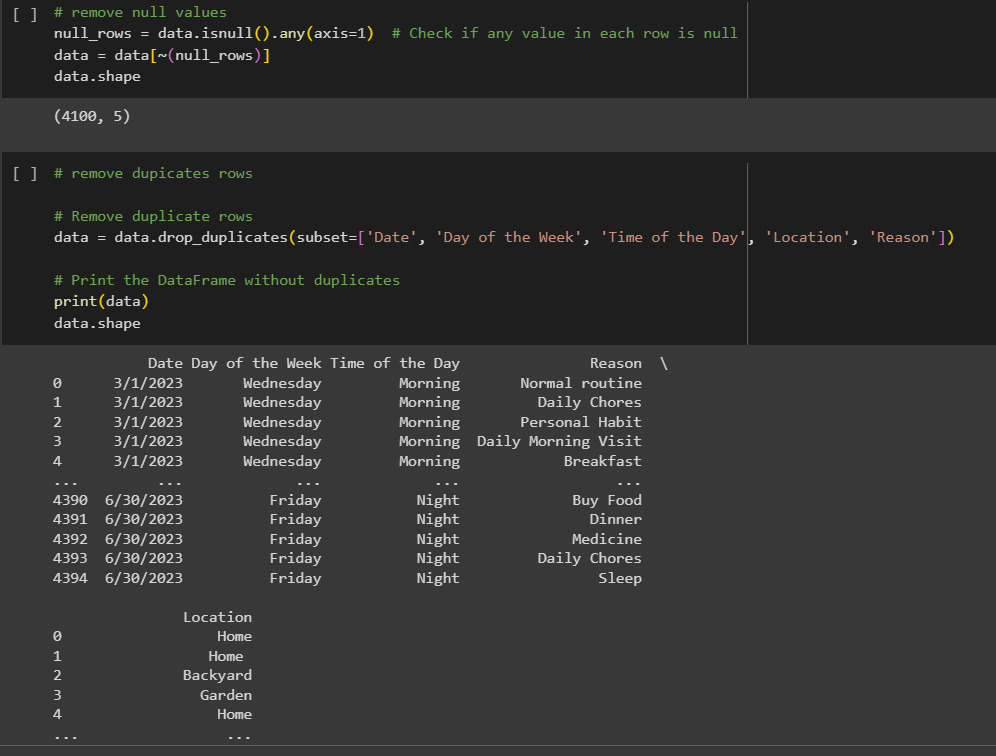 [ ] # remove null values
null_rows = data.isnull().any(axis=1)  # Check if any value in each row is null
data = data[~(null_rows)]
data.shape
(4100, 5)
[ ] # remove dupicates rows
# Remove duplicate rows
data = data.drop_duplicates(subset=['Date', 'Day of the Week', 'Time of the Day', 'Location', 'Reason'])
# Print the DataFrame without duplicates
print(data)
data.shape
Date Day of the Week Time of the Day Reason \
0 3/1/2023 Wednesday Morning Normal routine
1 3/1/2023 Wednesday Morning Daily Chores
2 3/1/2023 Wednesday Morning Personal Habit
3 3/1/2023 Wednesday Morning Daily Morning Visit
4 3/1/2023 Wednesday Morning Breakfast
... ... ... ... ...
4390 6/30/2023 Friday Night Buy Food
4391 6/30/2023 Friday Night Dinner
4392 6/30/2023 Friday Night Medicine
4393 6/30/2023 Friday Night Daily Chores
4394 6/30/2023 Friday Night Sleep
Location
0 Home
1 Home
2 Backyard
3 Garden
4 Home
... ...